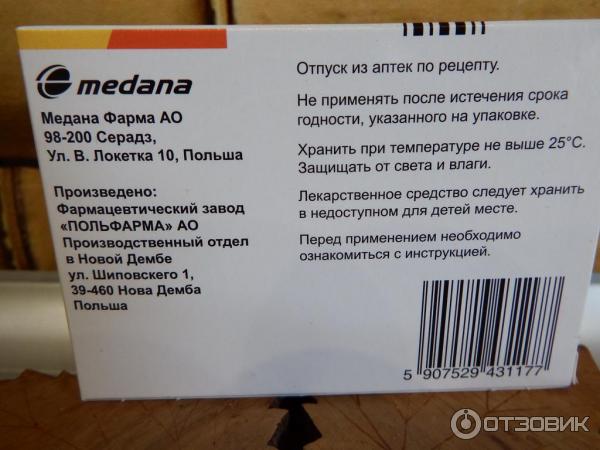 medana
Медана Фарма АО
98-200 Серадз,
Ул. В. Локетка 10, Польша
Произведено:
Фармацевтический завод
«ПОЛЬФАРМА» АО
Производственный отдел
в Новой Дембе
ул. Шиповскего 1,
39-460 Нова Демба
Польша
Отпуск из аптек по рецепту.
Не применять после истечения срока
годности, указанного на упаковке.
Хранить при температуре не выше 25°C.
Защищать от света и влаги.
Лекарственное средство следует хранить
в недоступном для детей месте.
Перед применением необходимо
ознакомиться с инструкцией.
5 907529 431177
ОТЗОВИК